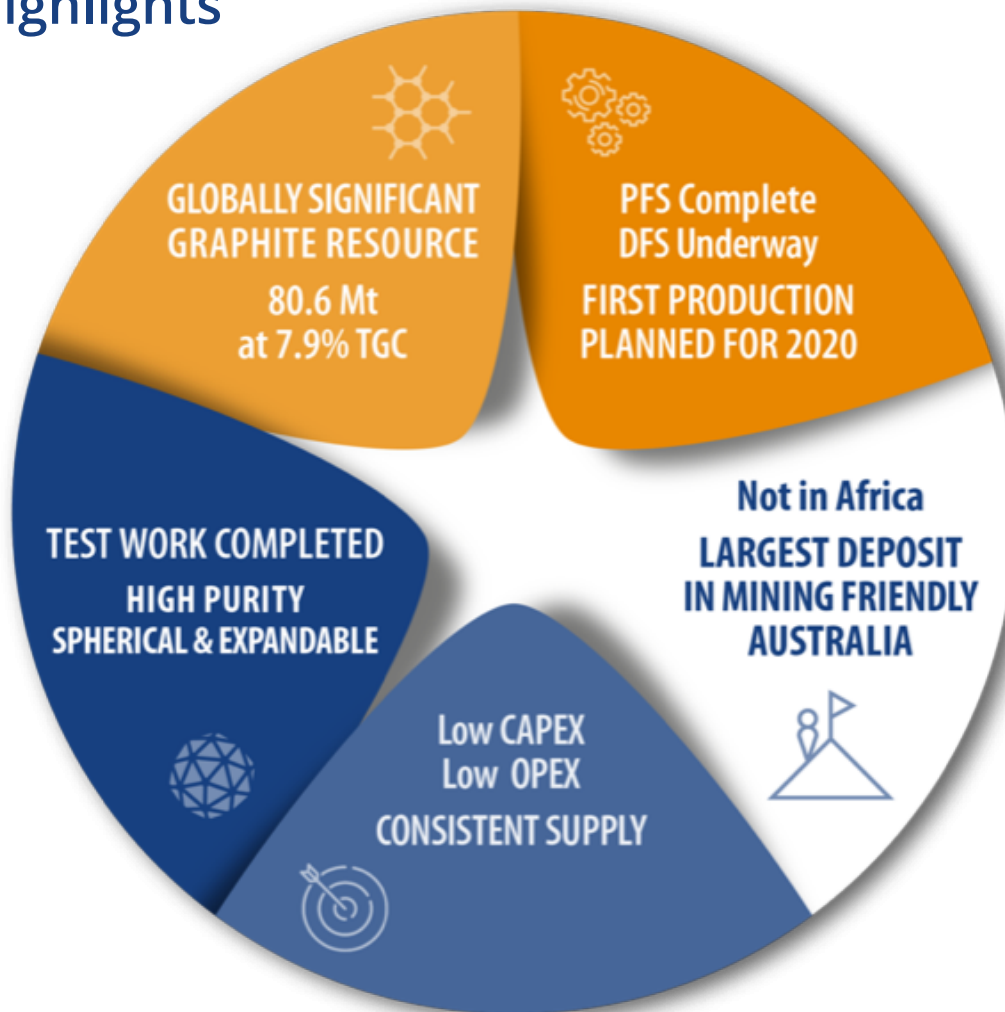 ighlights
GLOBALLY SIGNIFICANT
GRAPHITE RESOURCE
80.6 Mt
at 7.9% TGC
PFS Complete
DFS Underway
FIRST PRODUCTION
PLANNED FOR 2020
Not in Africa
LARGEST DEPOSIT
IN MINING FRIENDLY
AUSTRALIA
TEST WORK COMPLETED
HIGH PURITY
SPHERICAL & EXPANDABLE
Low CAPEX
Low OPEX
CONSISTENT SUPPLY